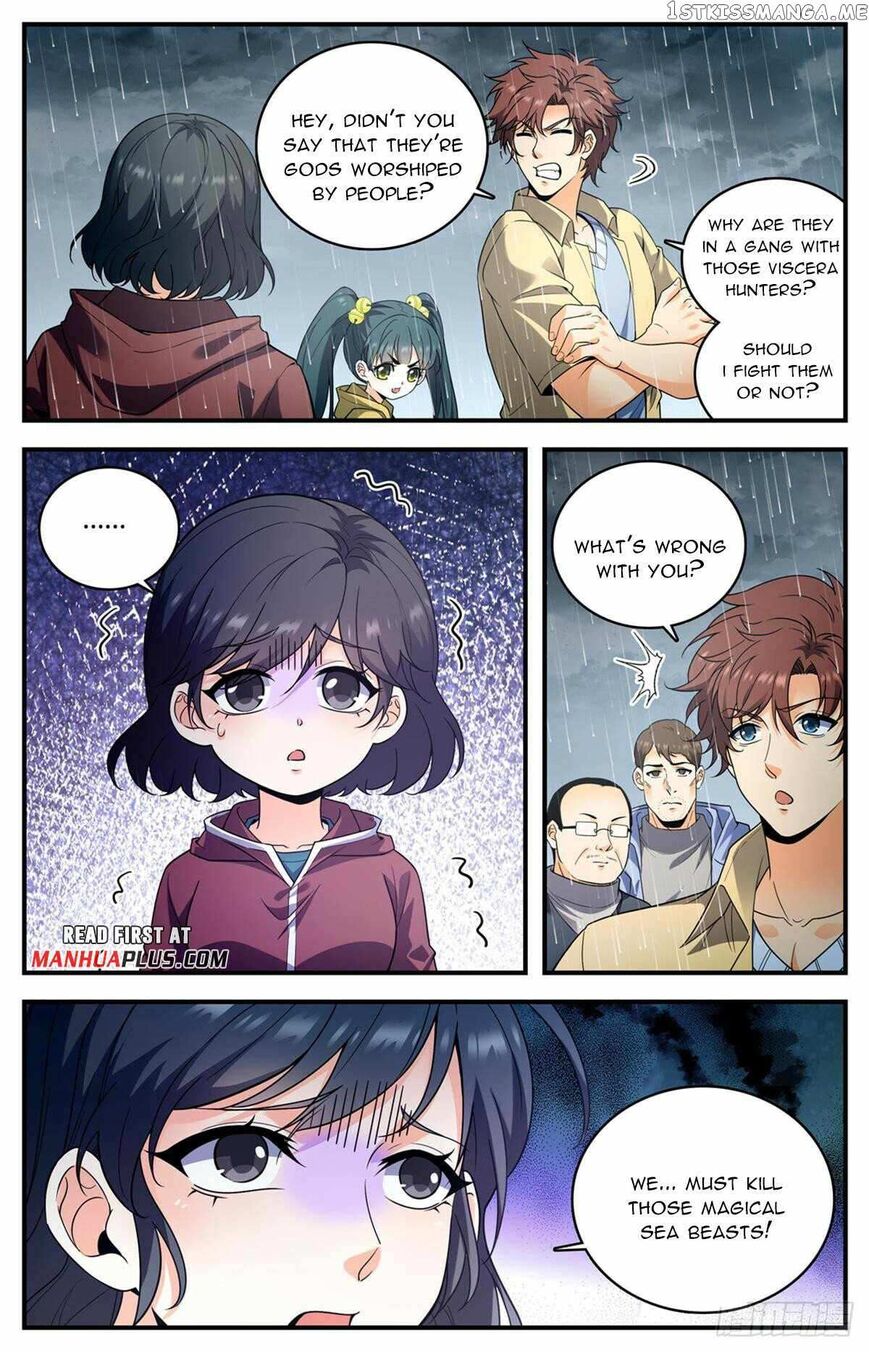 1STKISSMANGA.ME
HEY, DIDN'T YOU
SAY THAT THEY'RE
GODS WORSHIPED
BY PEOPLE?
WHY ARE THEY
IN A GANG WITH
THOSE VISCERA
HUNTERS?
SHOULD
I FIGHT THEM
OR NOT?
......
WHAT'S WRONG
WITH YOU?
READ FIRST AT
MANHUAPLUS.COM
WE... MUST KILL
THOSE MAGICAL
SEA BEASTS!